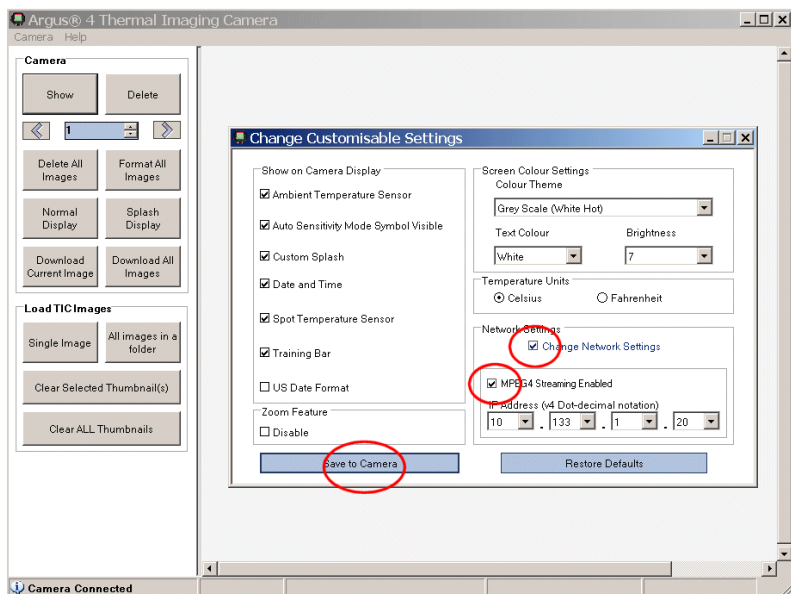 Argus® 4 Thermal Imaging Camera
Camera Help
Camera
Show Delete
1
Delete All Images
Format All Images
Normal Display
Splash Display
Download Current Image
Download All Images
Load TIC Images
Single Image
All images in a folder
Clear Selected Thumbnail(s)
Clear ALL Thumbnails
Change Customisable Settings
Show on Camera Display
Ambient Temperature Sensor
Auto Sensitivity Mode Symbol Visible
Custom Splash
Date and Time
Spot Temperature Sensor
Training Bar
US Date Format
Zoom Feature
Disable
Save to Camera
Screen Colour Settings
Colour Theme
Grey Scale (White Hot)
Text Colour Brightness
White 7
Temperature Units
Celsius Fahrenheit
Network Settings
Change Network Settings
MPEG4 Streaming Enabled
IP Address (v4 Dot-decimal notation)
10 . 133 . 1 . 20
Restore Defaults
Camera Connected